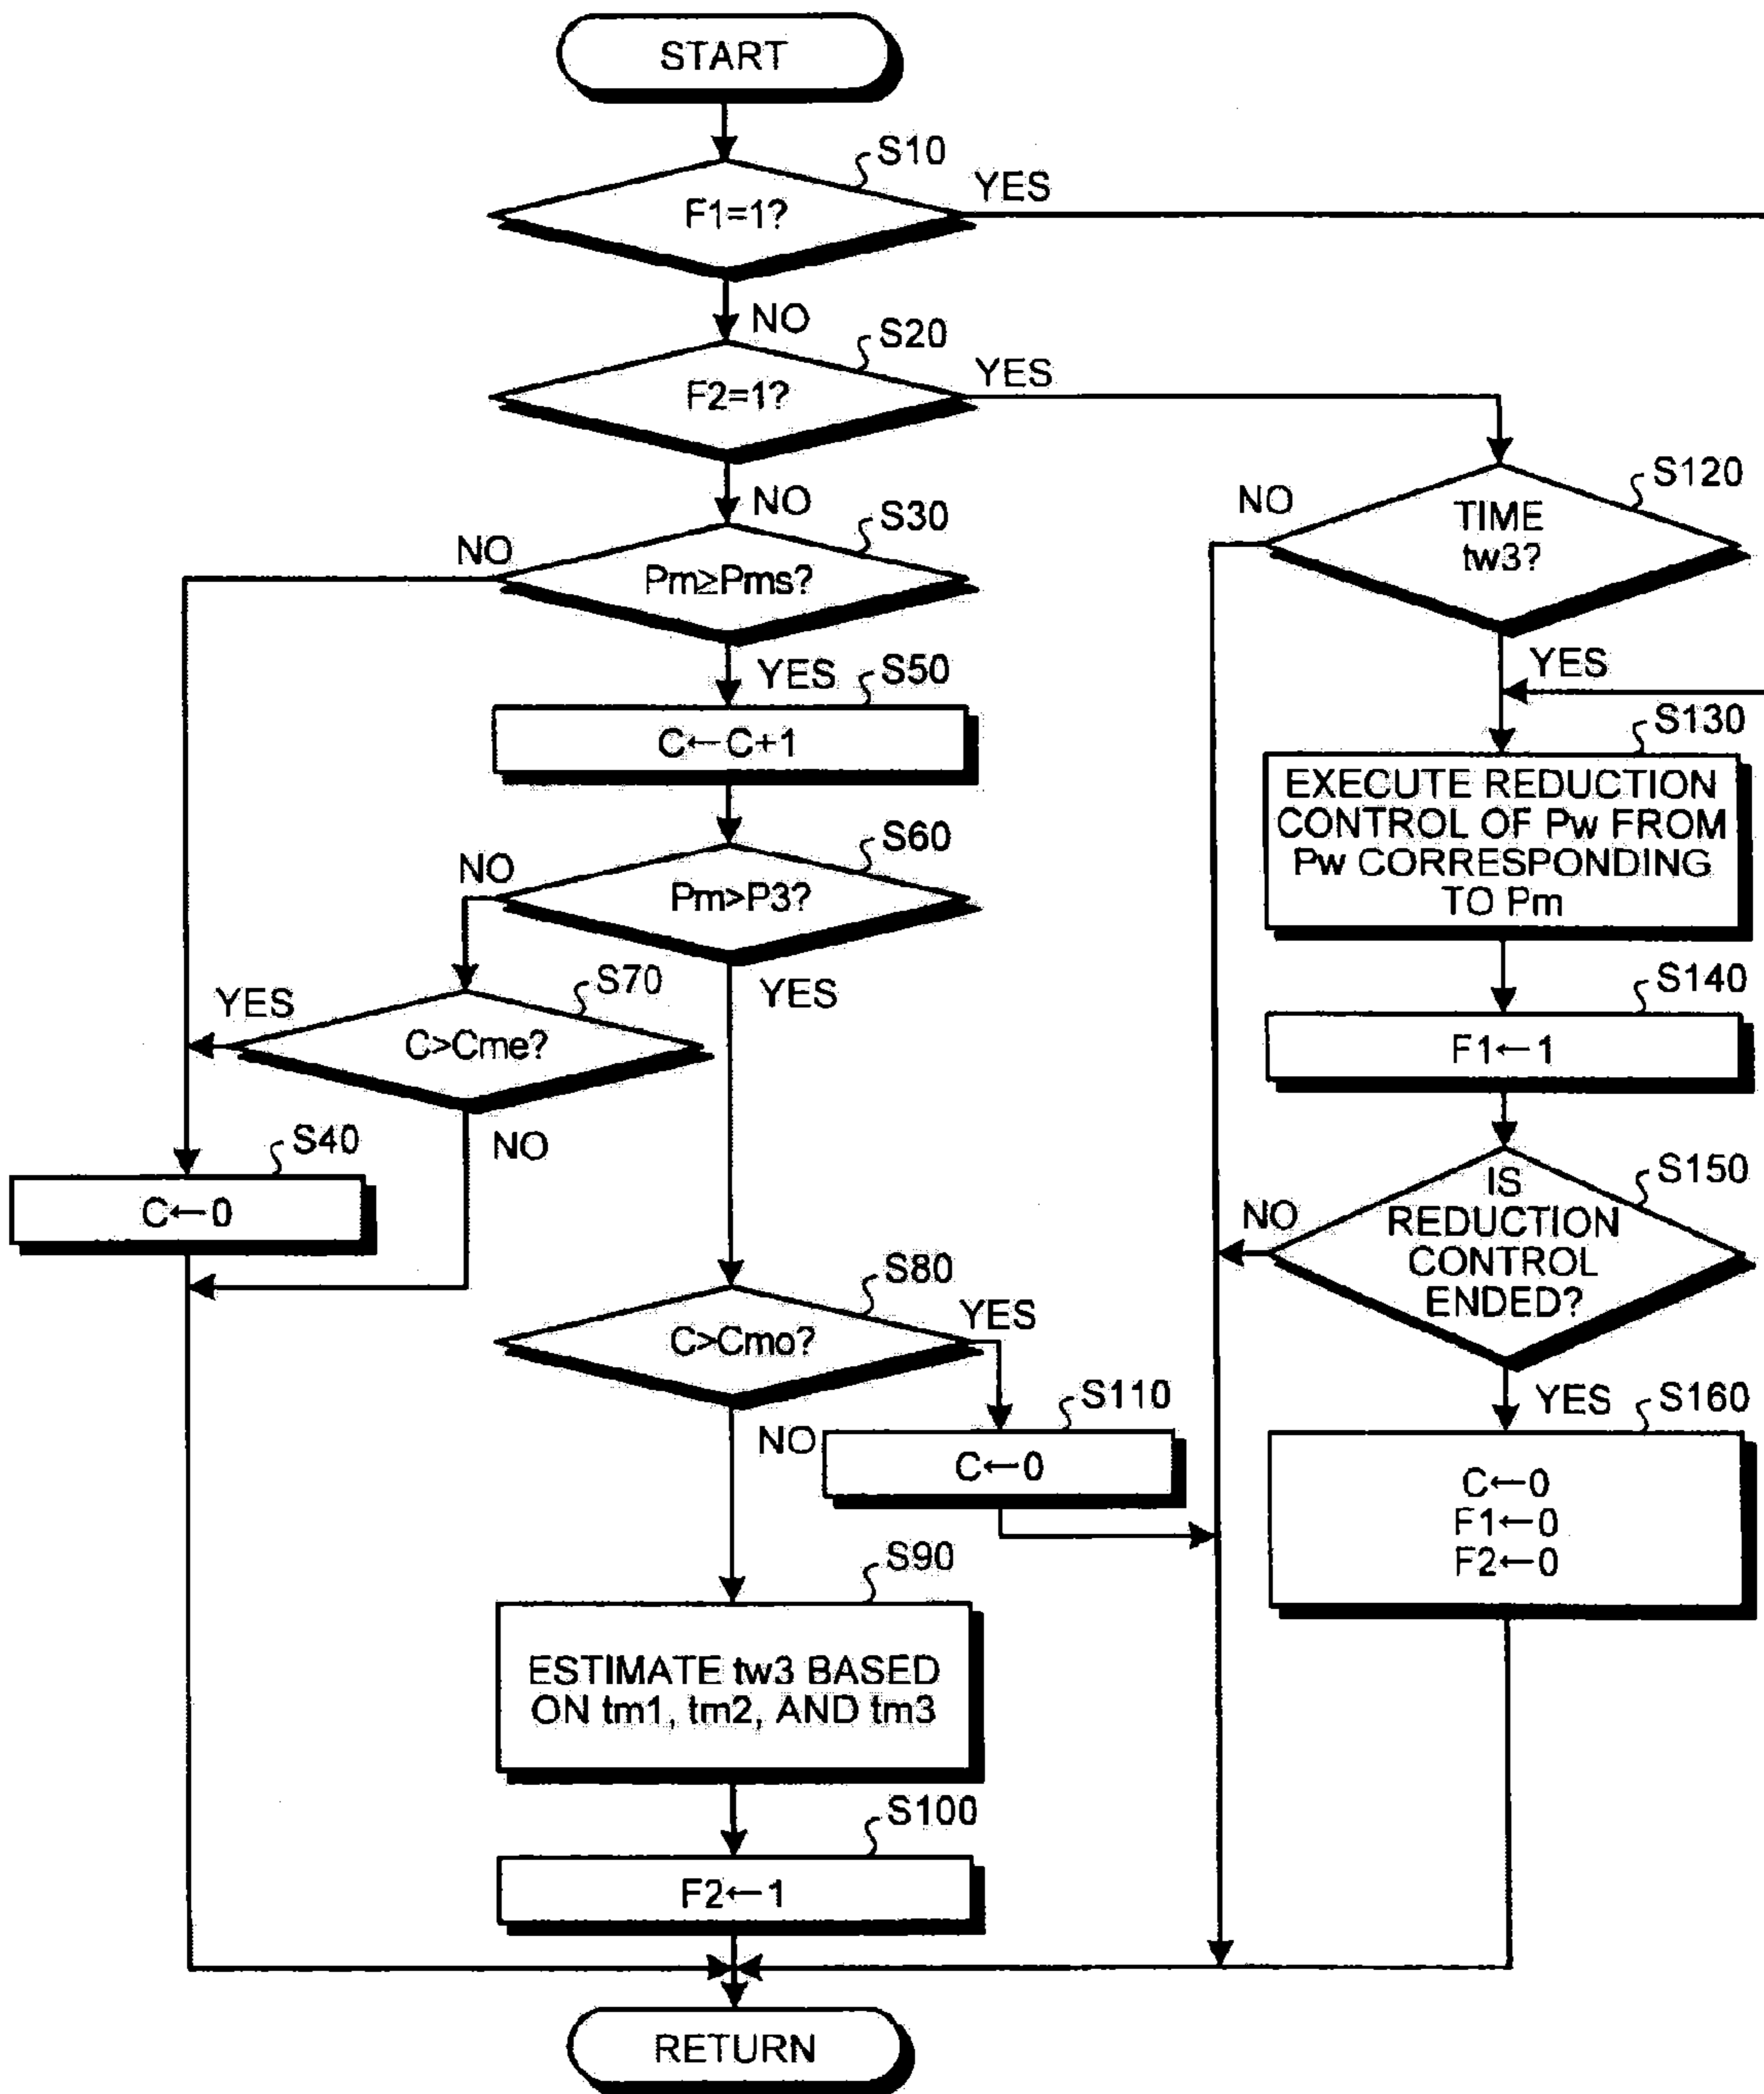 START
S10
F1=1?
YES
NO
S20
F2=1?
YES
NO
S30
NO
Pm≥Pms?
YES
S50
C←C+1
S60
NO
Pm>P3?
YES
S70
YES
C>Cme?
NO
S40
C←0
S80
C>Cmo?
YES
NO
S110
C←0
S90
ESTIMATE tw3 BASED
ON tm1, tm2, AND tm3
S100
F2←1
S120
NO
TIME
tw3?
YES
S130
EXECUTE REDUCTION
CONTROL OF Pw FROM
Pw CORRESPONDING
TO Pm
S140
F1←1
S150
NO
IS
REDUCTION
CONTROL
ENDED?
YES
S160
C←0
F1←0
F2←0
RETURN